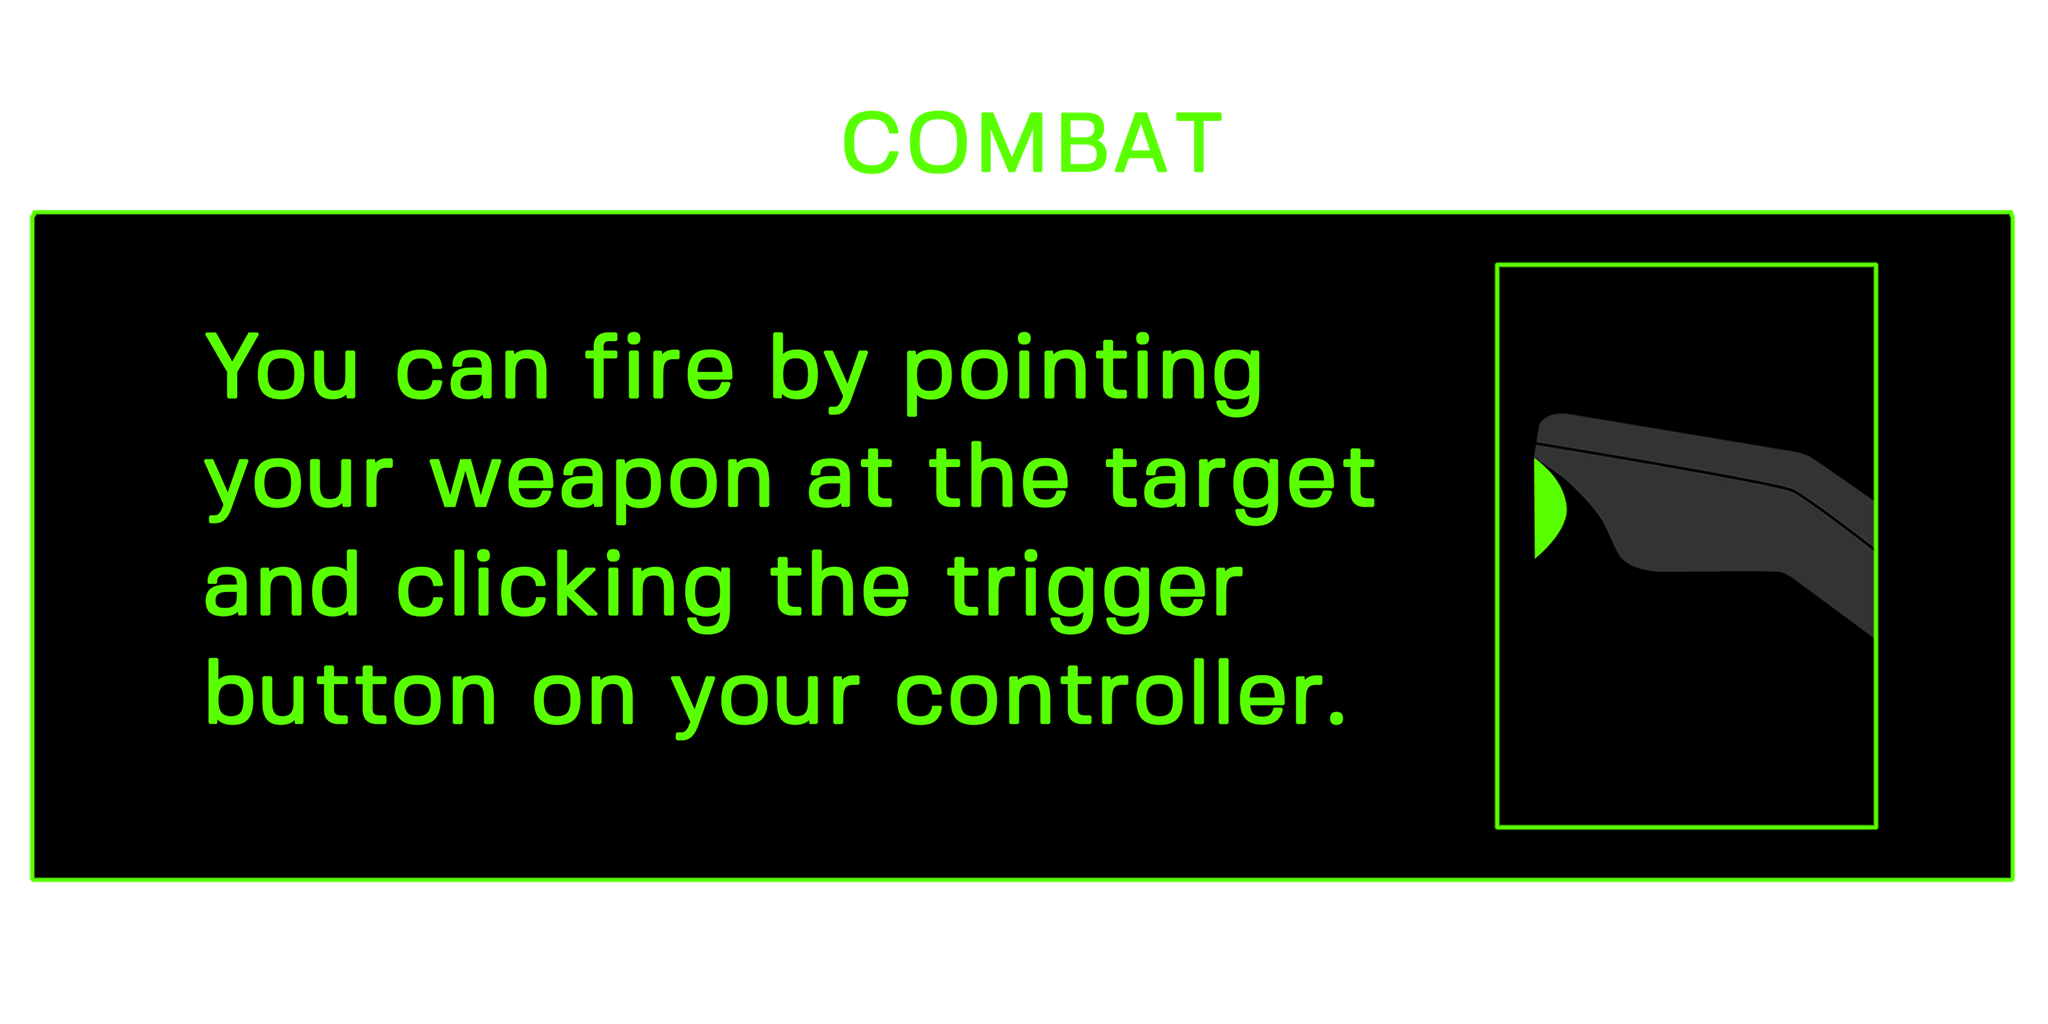 COMBAT
You can fire by pointing
your weapon at the target
and clicking the trigger
button on your controller.